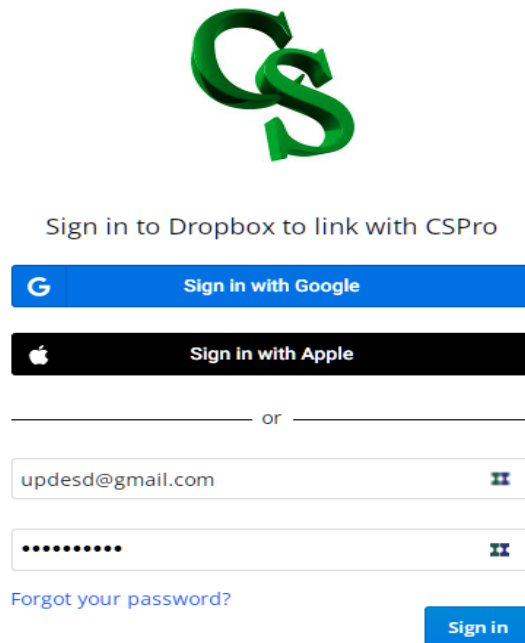 CS
Sign in to Dropbox to link with CSPro
G Sign in with Google
Sign in with Apple
or
updesd@gmail.com
••••••••••
Forgot your password?
Sign in